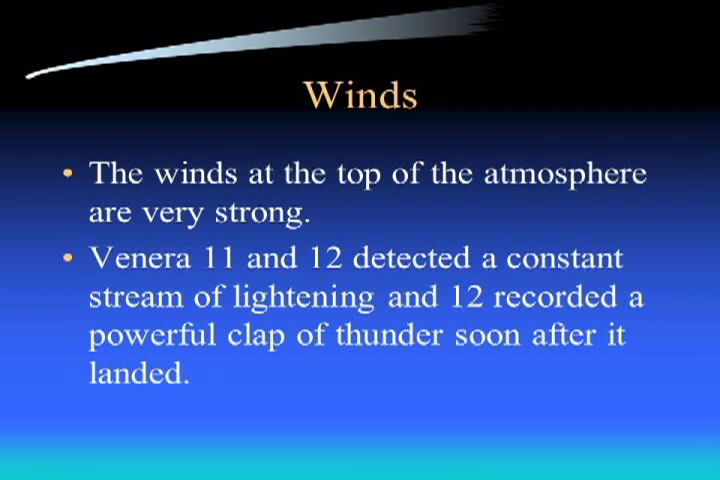 Winds
• The winds at the top of the atmosphere
are very strong.
• Venera 11 and 12 detected a constant
stream of lightening and 12 recorded a
powerful clap of thunder soon after it
landed.